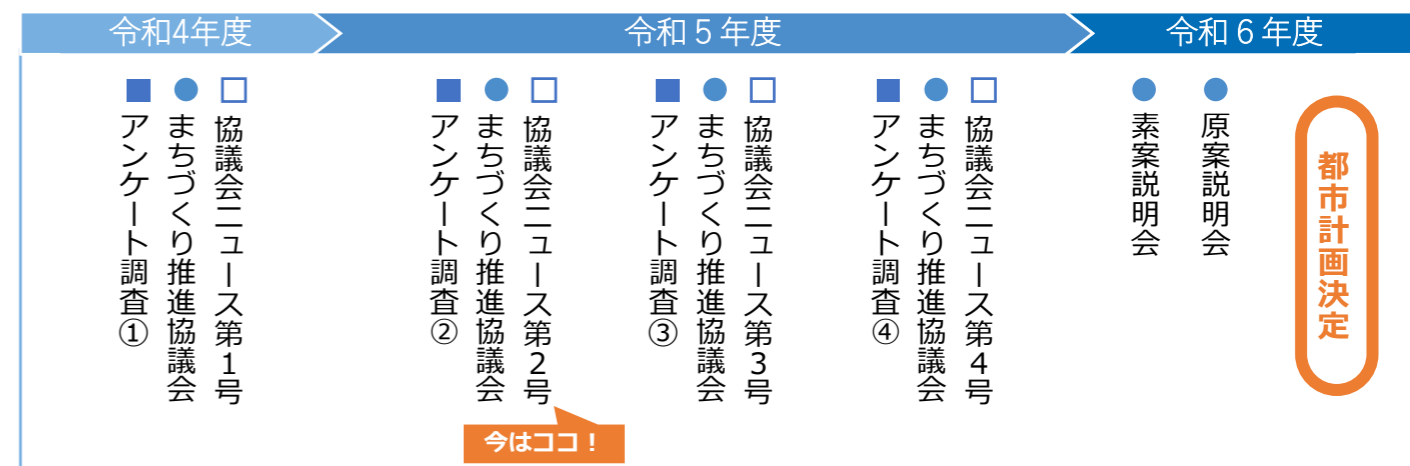 令和4年度
令和５年度
令和６年度
■アンケート調査①
●まちづくり推進協議会
□協議会ニュース第1号
■アンケート調査②
●まちづくり推進協議会
□協議会ニュース第2号
■アンケート調査③
●まちづくり推進協議会
□協議会ニュース第3号
■アンケート調査④
●まちづくり推進協議会
□協議会ニュース第4号
●素案説明会
●原案説明会
都市計画決定
今はココ！